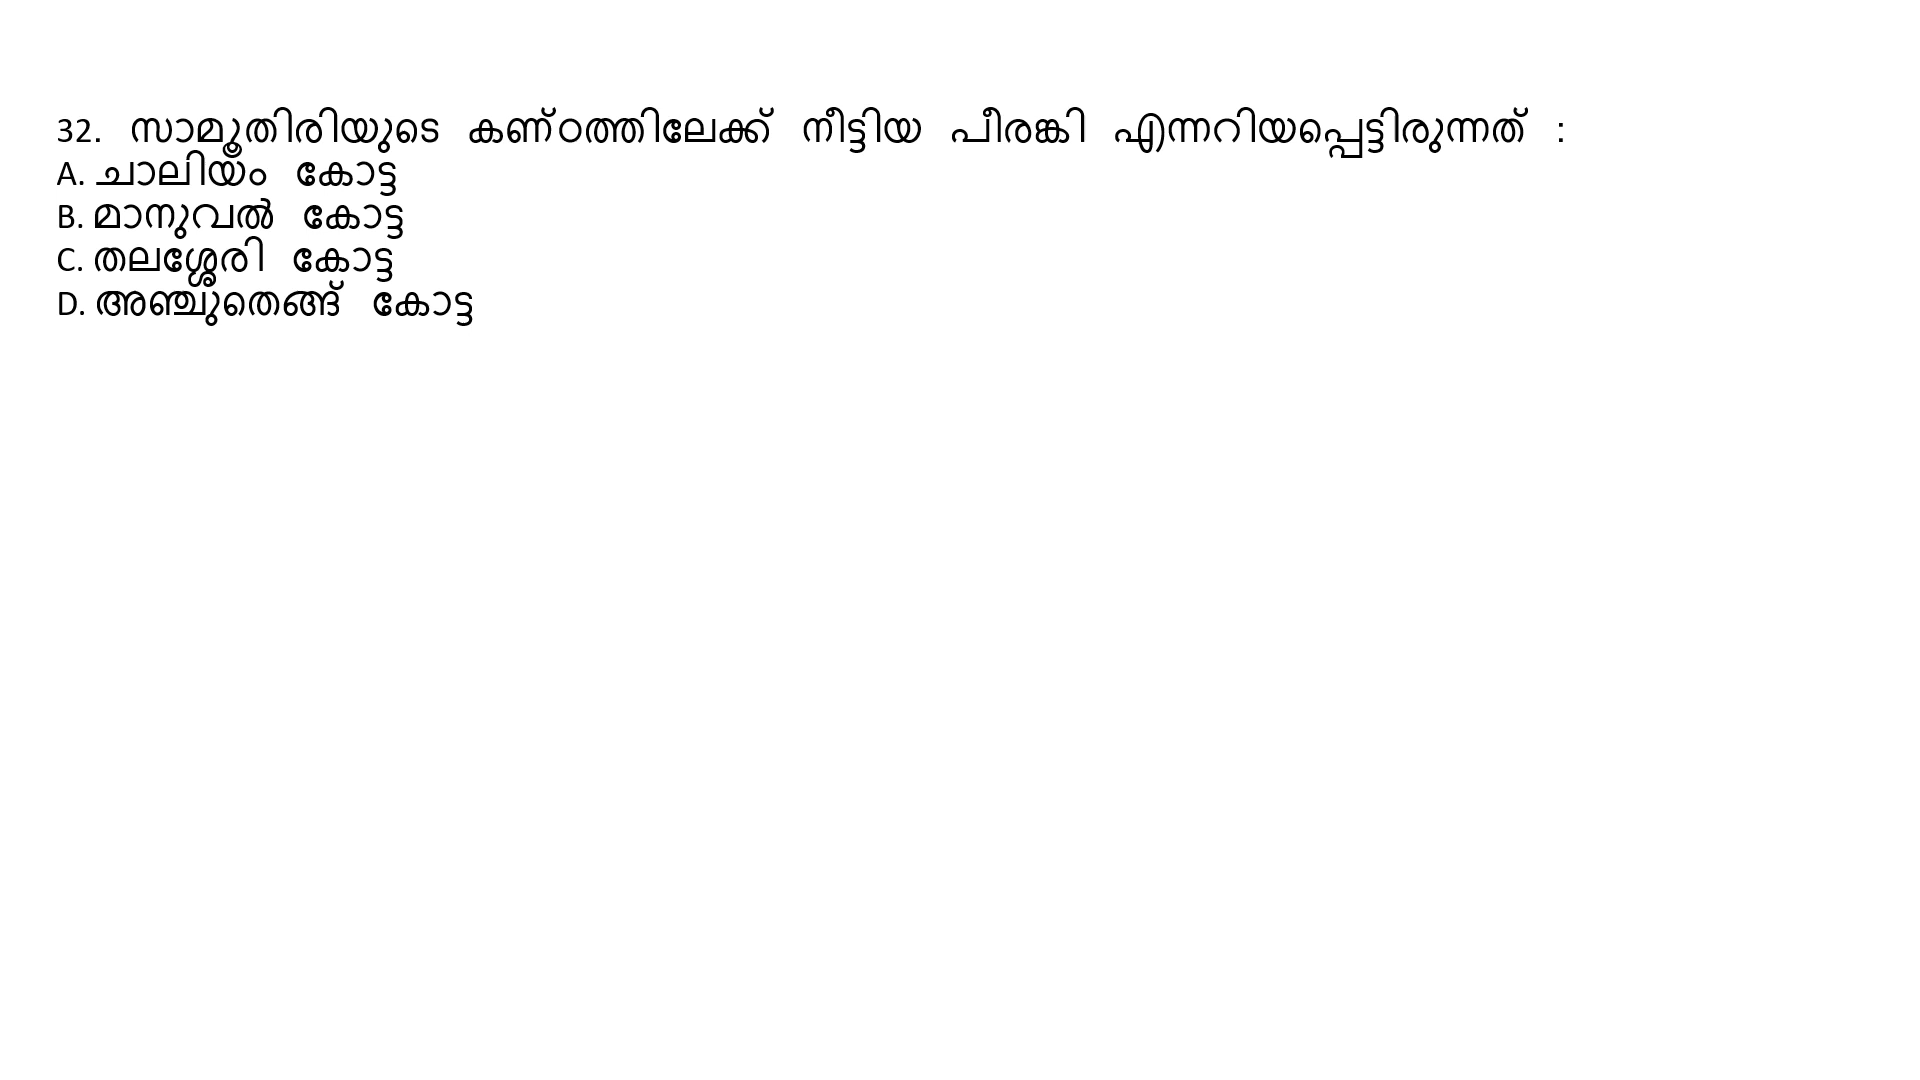 32. സാമൂതിരിയുടെ കണ്ഠത്തിലേക്ക് നീട്ടിയ പീരങ്കി എന്നറിയപ്പെട്ടിരുന്നത് :
A. ചാലിയം കോട്ട
B. മാനുവൽ കോട്ട
C. തലശ്ശേരി കോട്ട
D. അഞ്ചുതെങ്ങ് കോട്ട